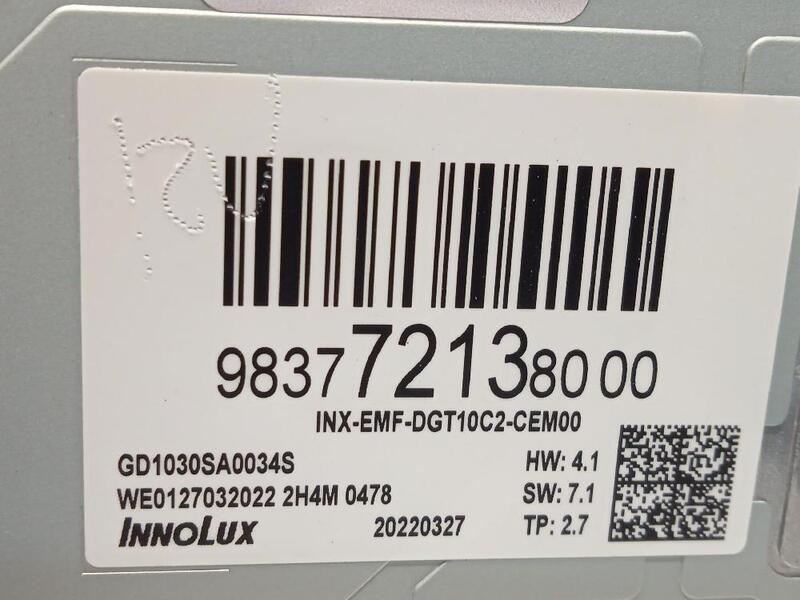 9837721380 00
INX-EMF-DGT10C2-CEM00
GD1030SA0034S
HW: 4.1
WE0127032022 2H4M 0478
SW: 7.1
INNOLUX
20220327
TP: 2.7